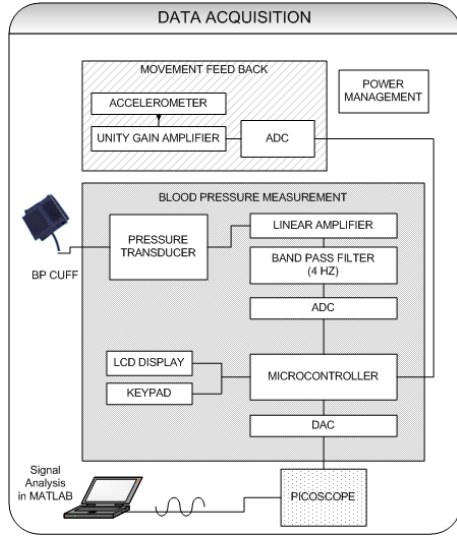 DATA ACQUISITION
MOVEMENT FEED BACK
ACCELEROMETER
UNITY GAIN AMPLIFIER
ADC
POWER
MANAGEMENT
BLOOD PRESSURE MEASUREMENT
BP CUFF
PRESSURE
TRANSDUCER
LINEAR AMPLIFIER
BAND PASS FILTER
(4 HZ)
ADC
LCD DISPLAY
KEYPAD
MICROCONTROLLER
DAC
Signal
Analysis
in MATLAB
PICOSCOPE